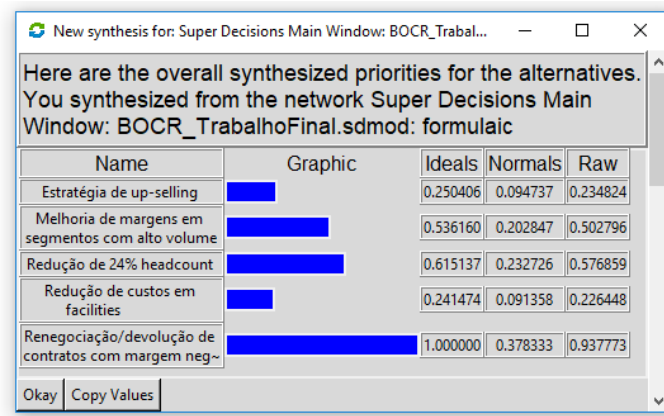 New synthesis for: Super Decisions Main Window: BOCR_Trabal...
Here are the overall synthesized priorities for the alternatives.
You synthesized from the network Super Decisions Main
Window: BOCR_TrabalhoFinal.sdmod: formulaic
Name Graphic Ideals Normals Raw
Estratégia de up-selling 0.250406 0.094737 0.234824
Melhoria de margens em
segmentos com alto volume 0.536160 0.202847 0.502796
Redução de 24% headcount 0.615137 0.232726 0.576859
Redução de custos em
facilities 0.241474 0.091358 0.226448
Renegociação/devolução de
contratos com margem neg~ 1.000000 0.378333 0.937773
Okay Copy Values